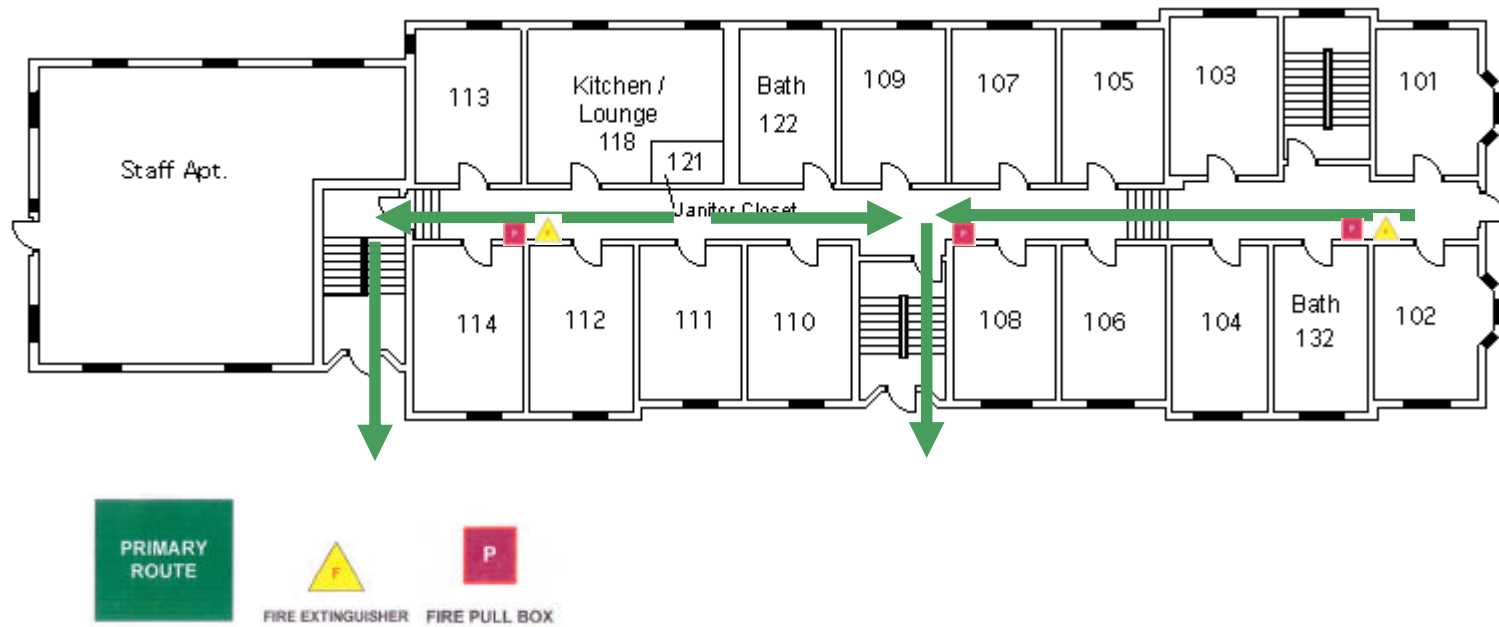 113
Kitchen /
Lounge
118
121
Bath
122
109
107
105
103
101
Staff Apt.
Janitor Closet
P
F
P
P
F
114
112
111
110
108
106
104
Bath
132
102
PRIMARY
ROUTE
F
FIRE EXTINGUISHER
P
FIRE PULL BOX